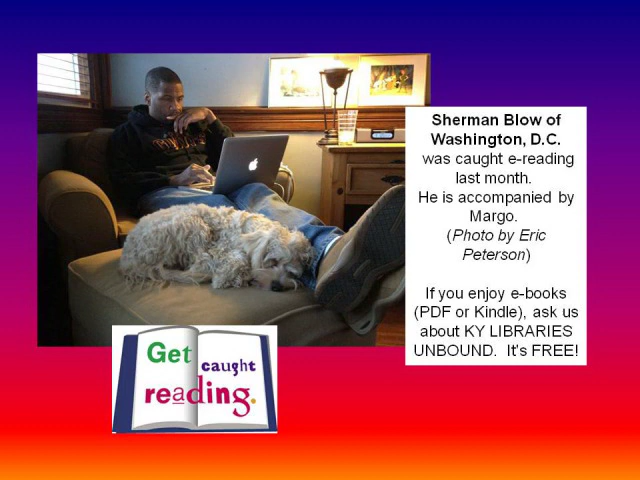 Sherman Blow of
Washington, D.C.
was caught e-reading
last month.
He is accompanied by
Margo.
(Photo by Eric
Peterson)
If you enjoy e-books
(PDF or Kindle), ask us
about KY LIBRARIES
UNBOUND.  It's FREE!
Get caught
reading.